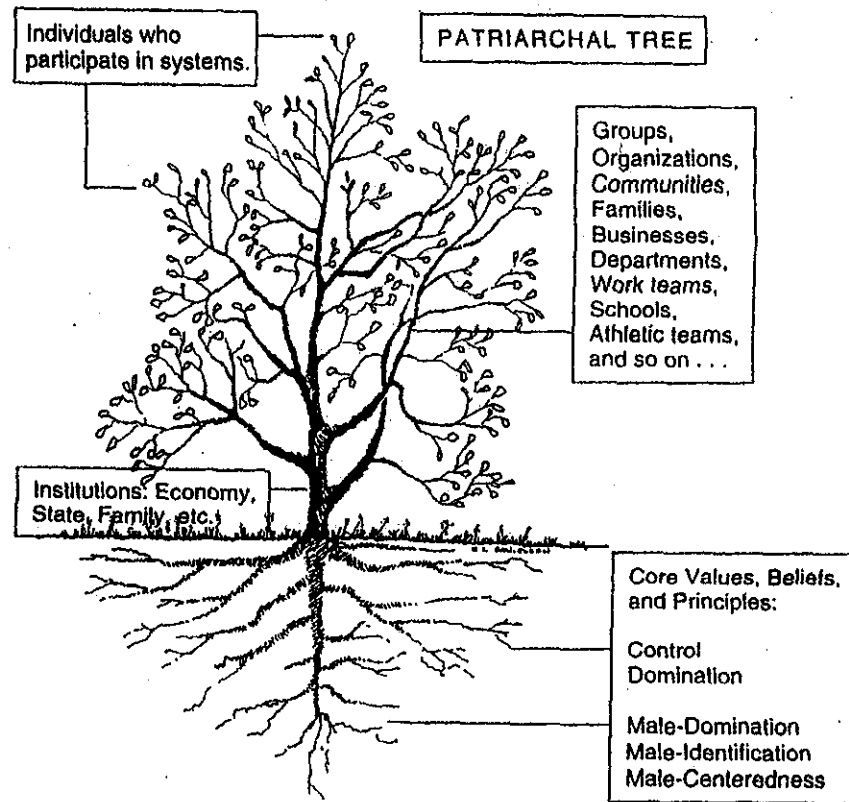 Individuals who
participate in systems.
PATRIARCHAL TREE
Groups,
Organizations,
Communities,
Families,
Businesses,
Departments,
Work teams,
Schools,
Athletic teams,
and so on . . .
Institutions: Economy,
State, Family, etc.
Core Values, Beliefs,
and Principles:
Control
Domination
Male-Domination
Male-Identification
Male-Centeredness